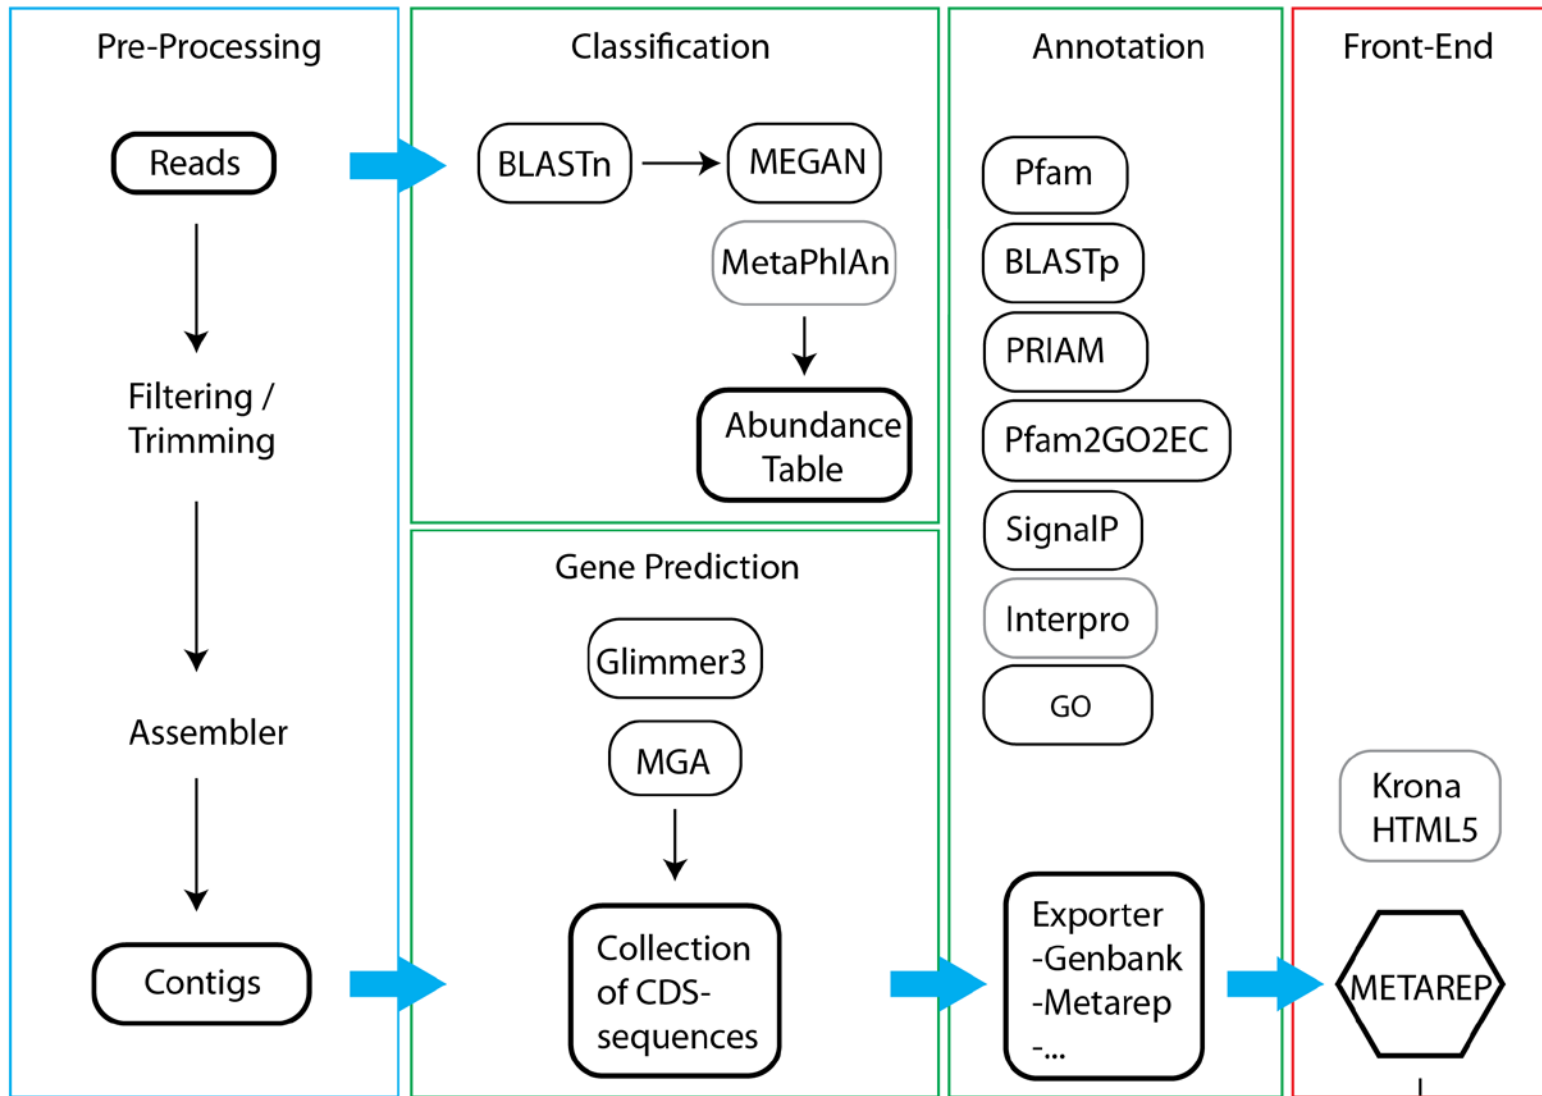 Pre-Processing
Reads
Filtering /
Trimming
Assembler
Contigs
Classification
BLASTn
MEGAN
MetaPhlAn
Abundance
Table
Gene Prediction
Glimmer3
MGA
Collection
of CDS-
sequences
Annotation
Pfam
BLASTp
PRIAM
Pfam2GO2EC
SignalP
Interpro
GO
Exporter
-Genbank
-Metarep
-...
Front-End
Krona
HTML5
METAREP